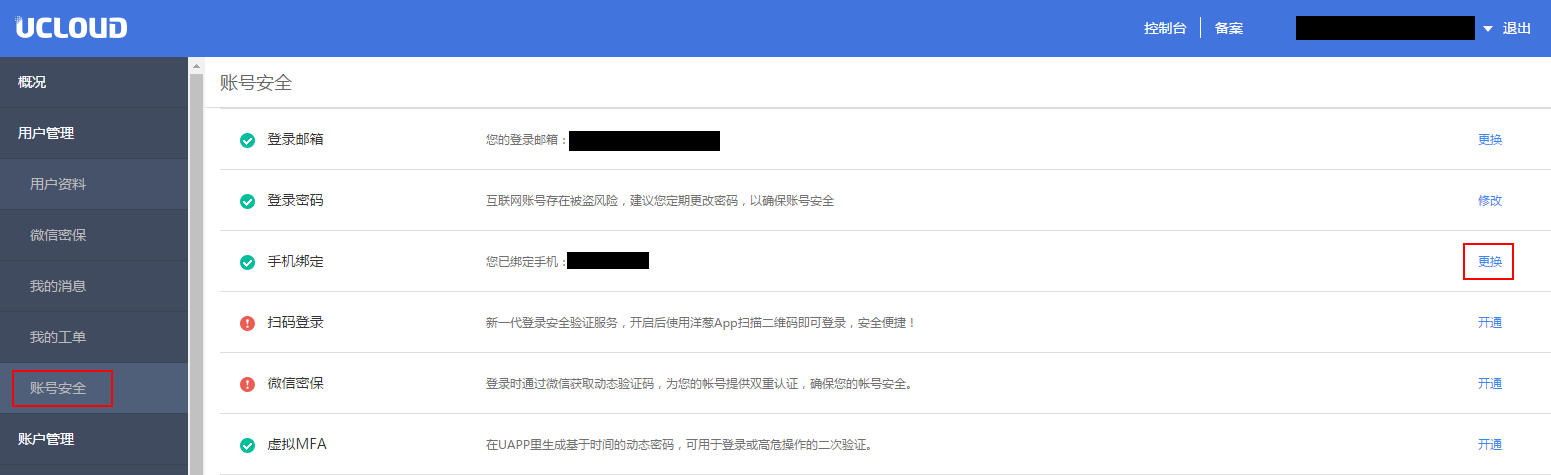 UCLOUD
控制台 备案 退出
概况
用户管理
用户资料
微信密保
我的消息
我的工单
账号安全
账户管理
账号安全
登录邮箱 您的登录邮箱： 更换
登录密码 互联网账号存在被盗风险，建议您定期更改密码，以确保账号安全 修改
手机绑定 您已绑定手机： 更换
扫码登录 新一代登录安全验证服务，开启后使用洋葱App扫描二维码即可登录，安全便捷！ 开通
微信密保 登录时通过微信获取动态验证码，为您的帐号提供双重认证，确保您的帐号安全。 开通
虚拟MFA 在UAPP里生成基于时间的动态密码，可用于登录或高危操作的二次验证。 开通